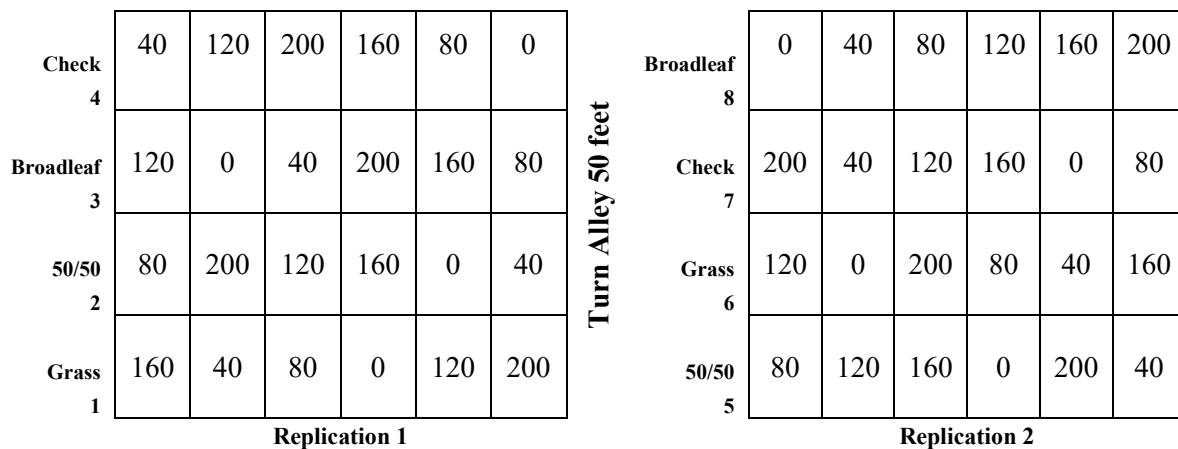 Check
4
40 120 200 160 80 0
Broadleaf
3
120 0 40 200 160 80
50/50
2
80 200 120 160 0 40
Grass
1
160 40 80 0 120 200
Replication 1
Turn Alley 50 feet
Broadleaf
8
0 40 80 120 160 200
Check
7
200 40 120 160 0 80
Grass
6
120 0 200 80 40 160
50/50
5
80 120 160 0 200 40
Replication 2